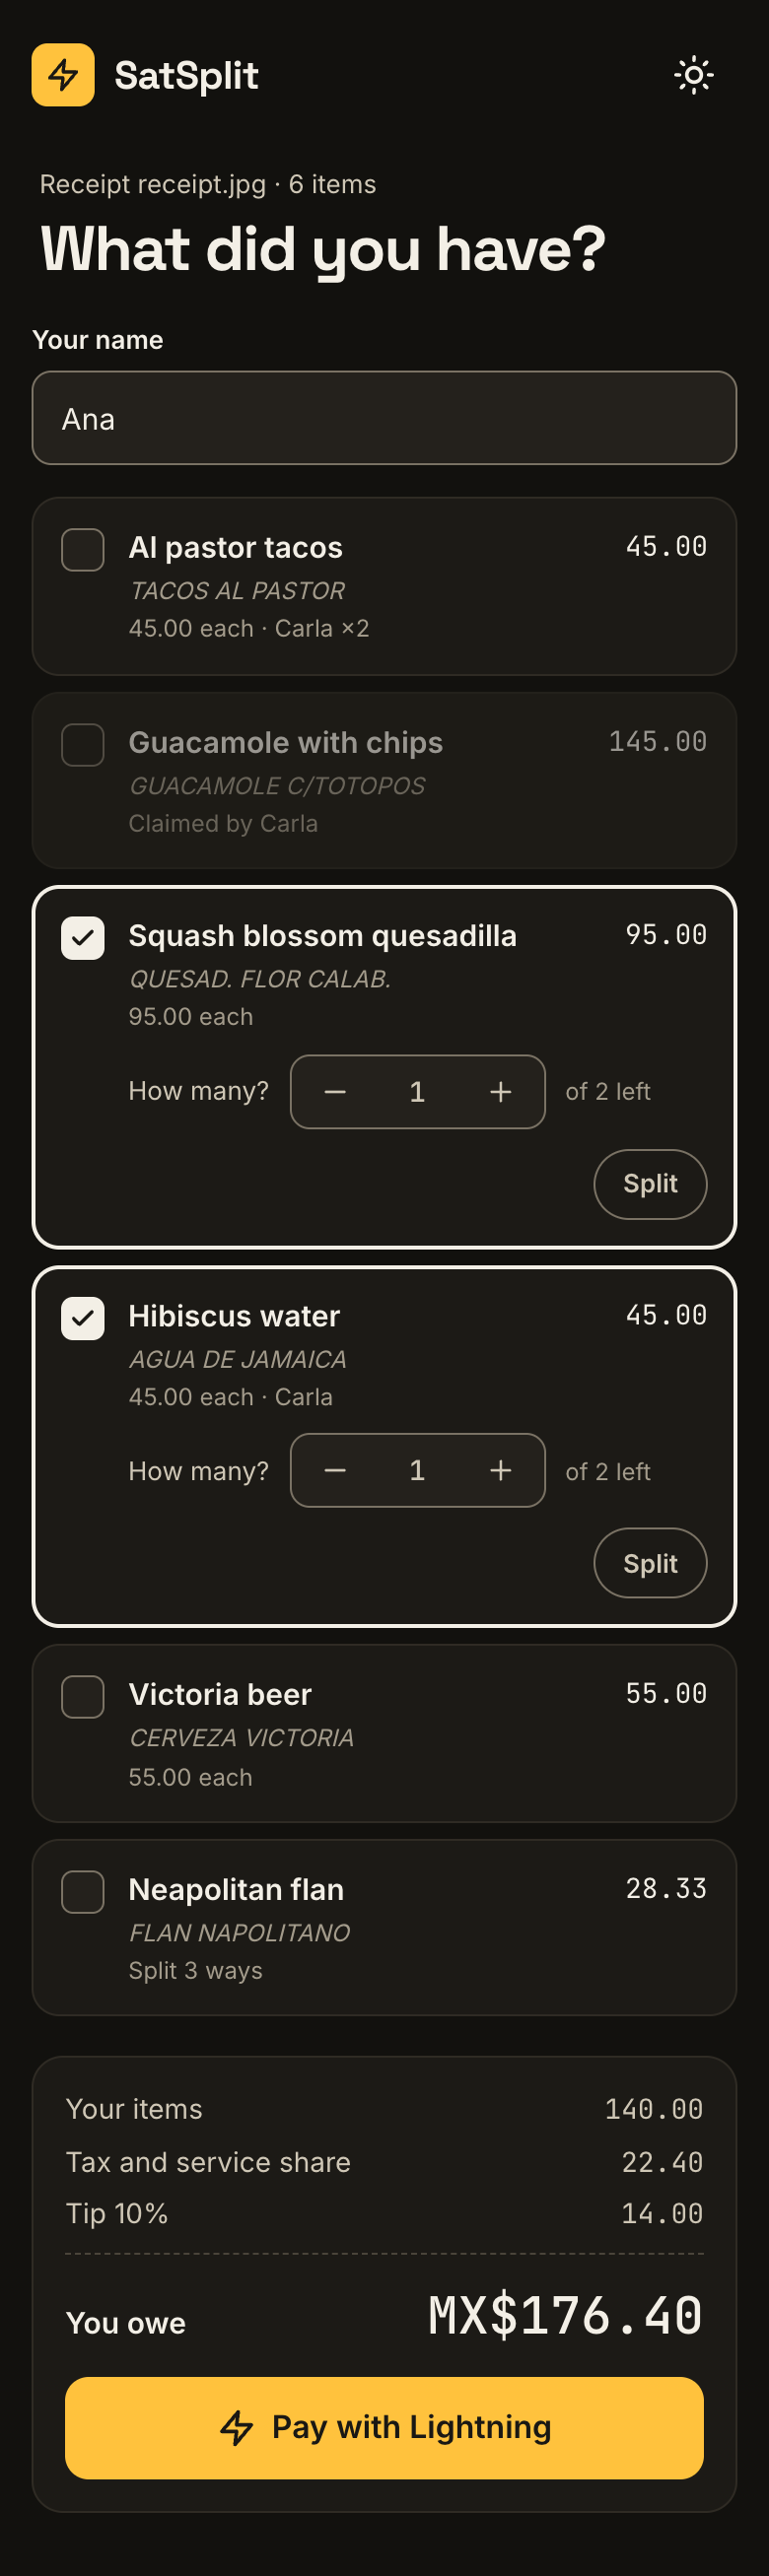 SatSplit
Receipt receipt.jpg · 6 items
What did you have?
Your name
Ana
Al pastor tacos 45.00
TACOS AL PASTOR
45.00 each · Carla ×2
Guacamole with chips 145.00
GUACAMOLE C/TOTOPOS
Claimed by Carla
Squash blossom quesadilla 95.00
QUESAD. FLOR CALAB.
95.00 each
How many? − 1 + of 2 left
Split
Hibiscus water 45.00
AGUA DE JAMAICA
45.00 each · Carla
How many? − 1 + of 2 left
Split
Victoria beer 55.00
CERVEZA VICTORIA
55.00 each
Neapolitan flan 28.33
FLAN NAPOLITANO
Split 3 ways
Your items 140.00
Tax and service share 22.40
Tip 10% 14.00
You owe MX$176.40
Pay with Lightning